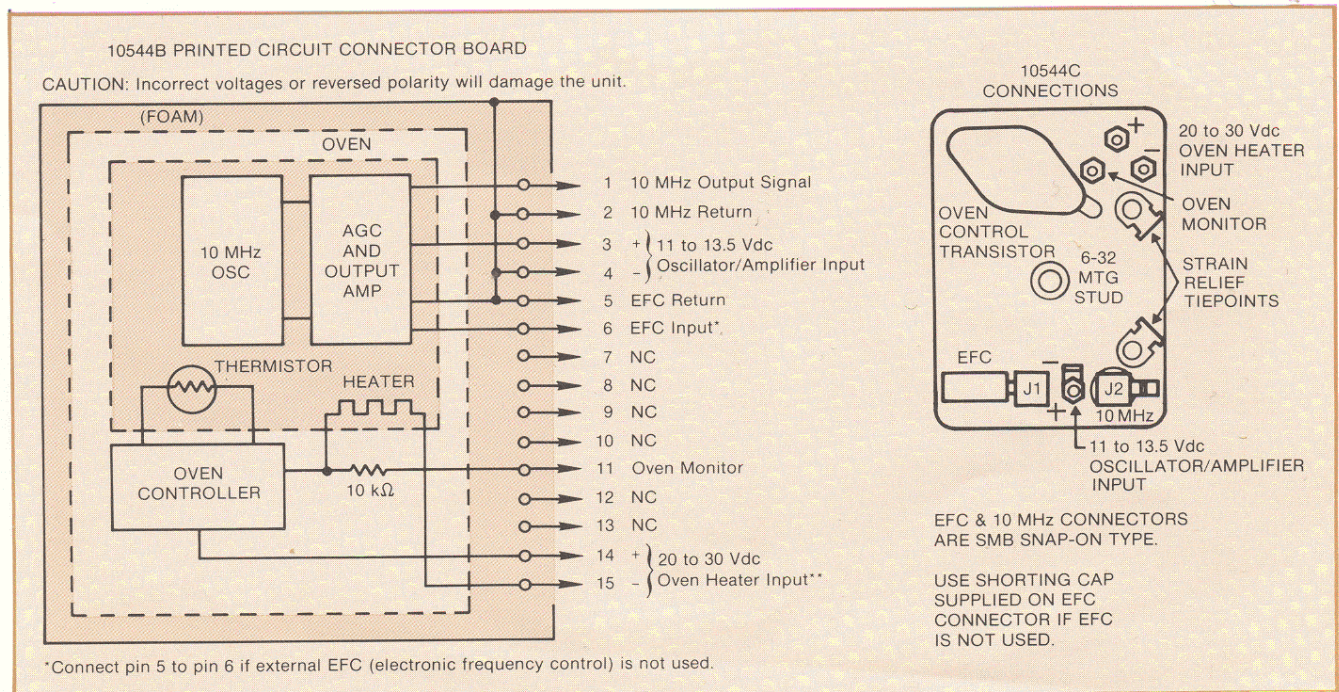 10544B PRINTED CIRCUIT CONNECTOR BOARD
CAUTION: Incorrect voltages or reversed polarity will damage the unit.
(FOAM)
OVEN
10 MHz
OSC
AGC
AND
OUTPUT
AMP
THERMISTOR
HEATER
OVEN
CONTROLLER
10 kΩ
1 10 MHz Output Signal
2 10 MHz Return
3 + 11 to 13.5 Vdc
4 – Oscillator/Amplifier Input
5 EFC Return
6 EFC Input*
7 NC
8 NC
9 NC
10 NC
11 Oven Monitor
12 NC
13 NC
14 + 20 to 30 Vdc
15 – Oven Heater Input**
*Connect pin 5 to pin 6 if external EFC (electronic frequency control) is not used.
10544C
CONNECTIONS
+
–
20 to 30 Vdc
OVEN HEATER
INPUT
OVEN
MONITOR
OVEN
CONTROL
TRANSISTOR
6-32
MTG
STUD
STRAIN
RELIEF
TIEPOINTS
EFC
J1
–
+
J2
10 MHz
11 to 13.5 Vdc
OSCILLATOR/AMPLIFIER
INPUT
EFC & 10 MHz CONNECTORS
ARE SMB SNAP-ON TYPE.
USE SHORTING CAP
SUPPLIED ON EFC
CONNECTOR IF EFC
IS NOT USED.